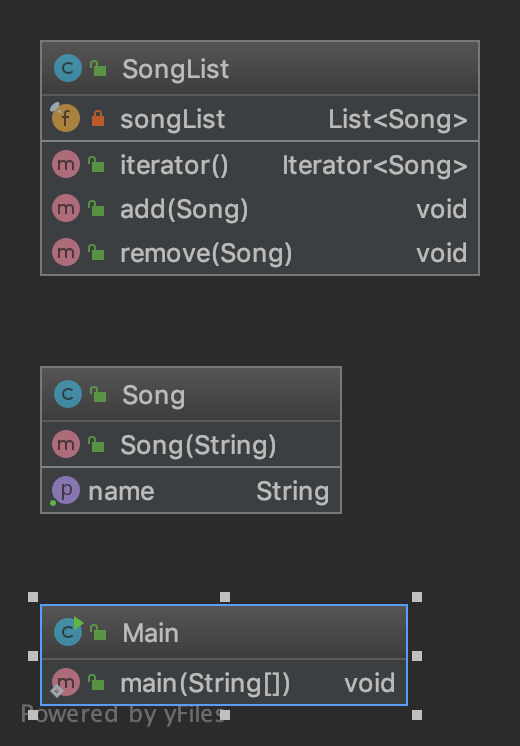 SongList
songList List<Song>
iterator() Iterator<Song>
add(Song) void
remove(Song) void
Song
Song(String)
name String
Main
main(String[]) void
Powered by yFiles